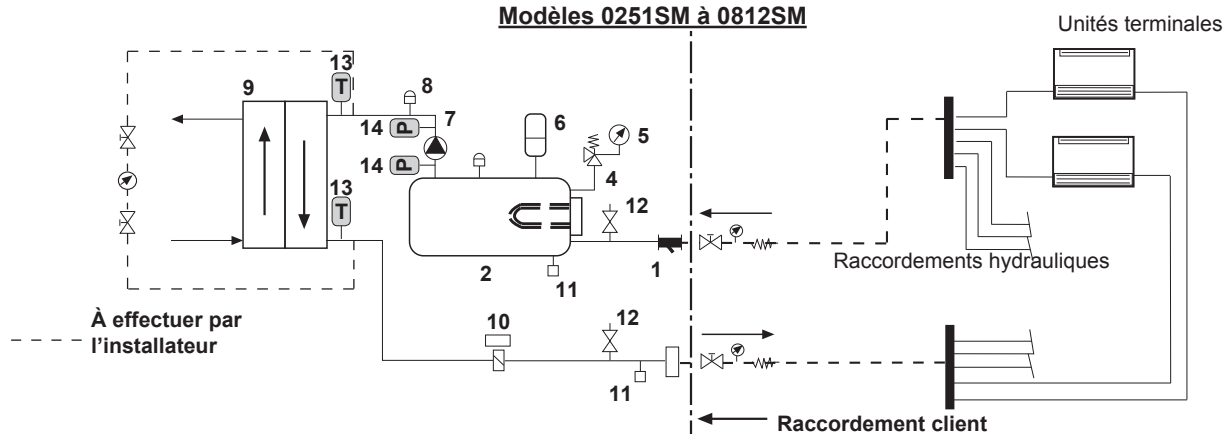 Modèles 0251SM à 0812SM
Unités terminales
13
9
8
T
14
P
7
6
5
14
P
4
13
T
12
2
11
1
Raccordements hydrauliques
À effectuer par
l'installateur
10
12
11
Raccordement client